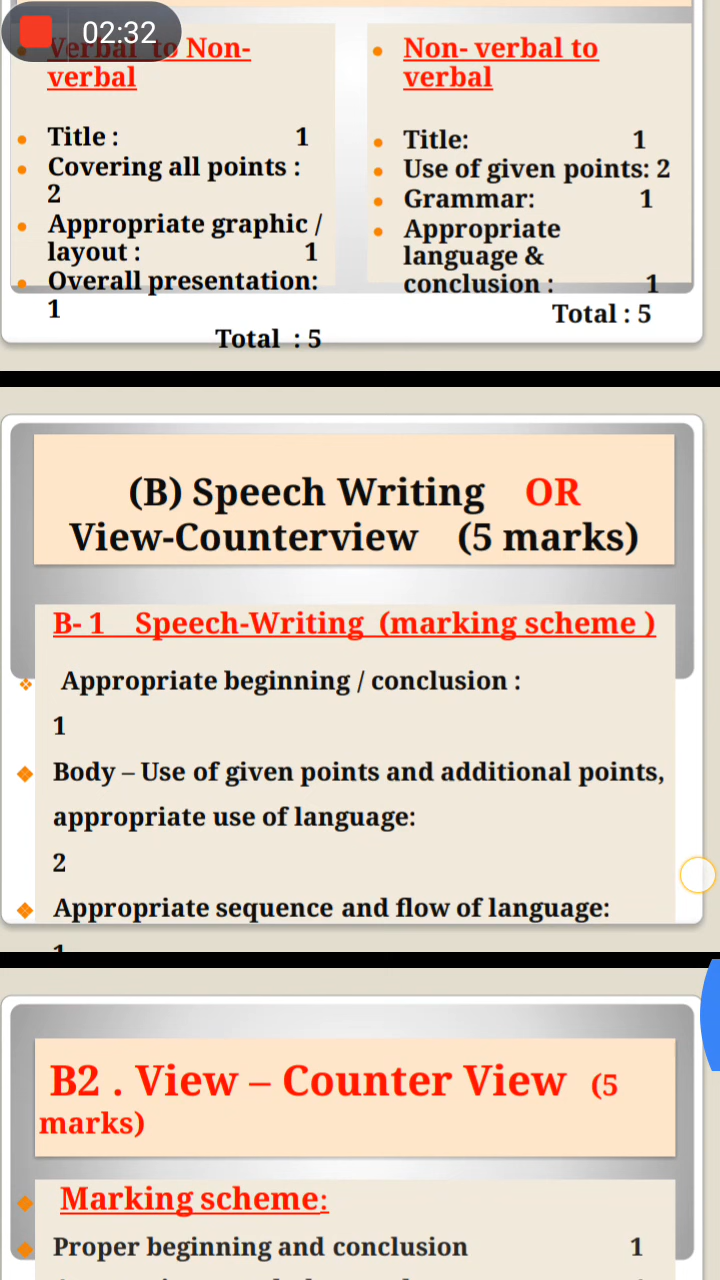 02:32
Verbal to Non-
verbal
Title : 1
Covering all points :
2
Appropriate graphic /
layout : 1
Overall presentation:
1
Total : 5
Non- verbal to
verbal
Title: 1
Use of given points: 2
Grammar: 1
Appropriate
language &
conclusion : 1
Total : 5
(B) Speech Writing OR
View-Counterview (5 marks)
B- 1 Speech-Writing (marking scheme )
Appropriate beginning / conclusion :
1
Body – Use of given points and additional points,
appropriate use of language:
2
Appropriate sequence and flow of language:
1
B2 . View – Counter View (5
marks)
Marking scheme:
Proper beginning and conclusion 1